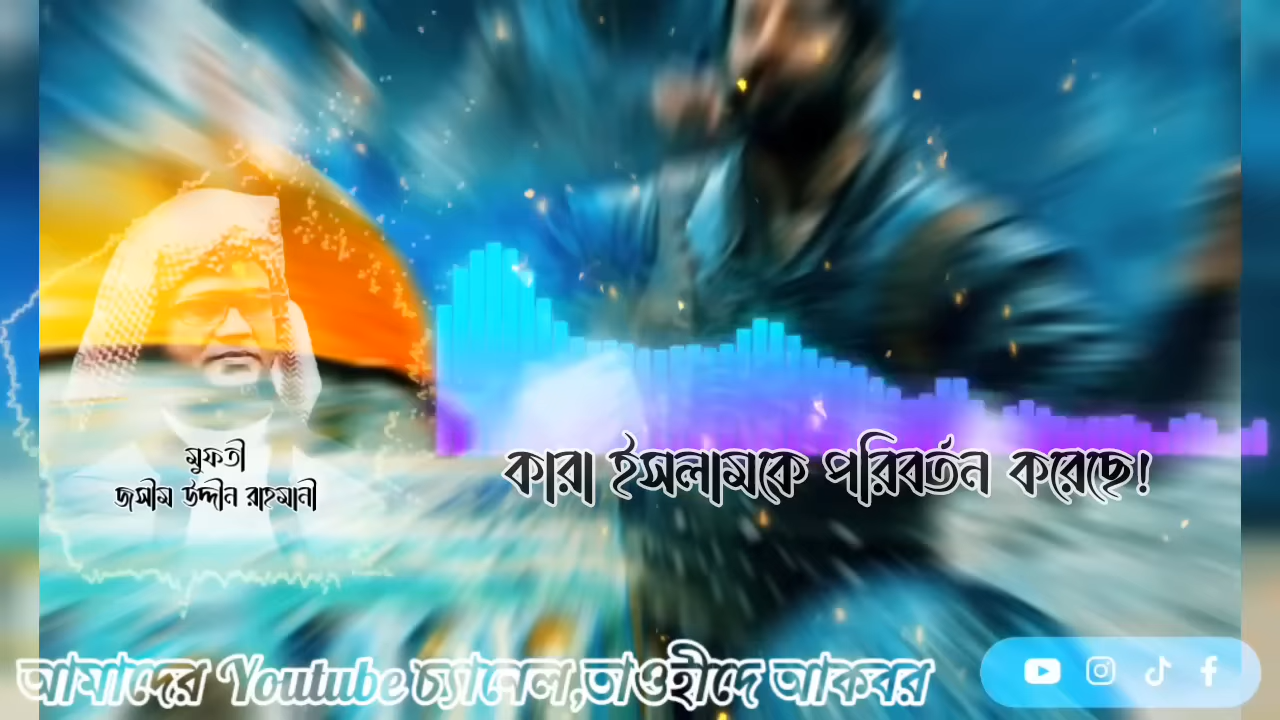 মুফতী
জসীম উদ্দীন রাহমানী
কারা ইসলামকে পরিবর্তন করেছে!
আমাদের Youtube চ্যানেল,তাওহীদে আকবর